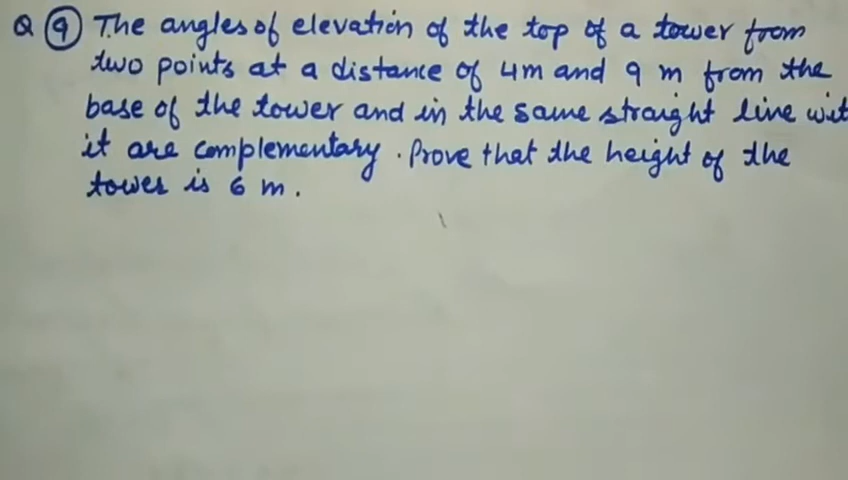 Q 9 The angles of elevation of the top of a tower from
two points at a distance of 4m and 9 m from the
base of the tower and in the same straight line wit
it are complementary. Prove that the height of the
tower is 6 m.